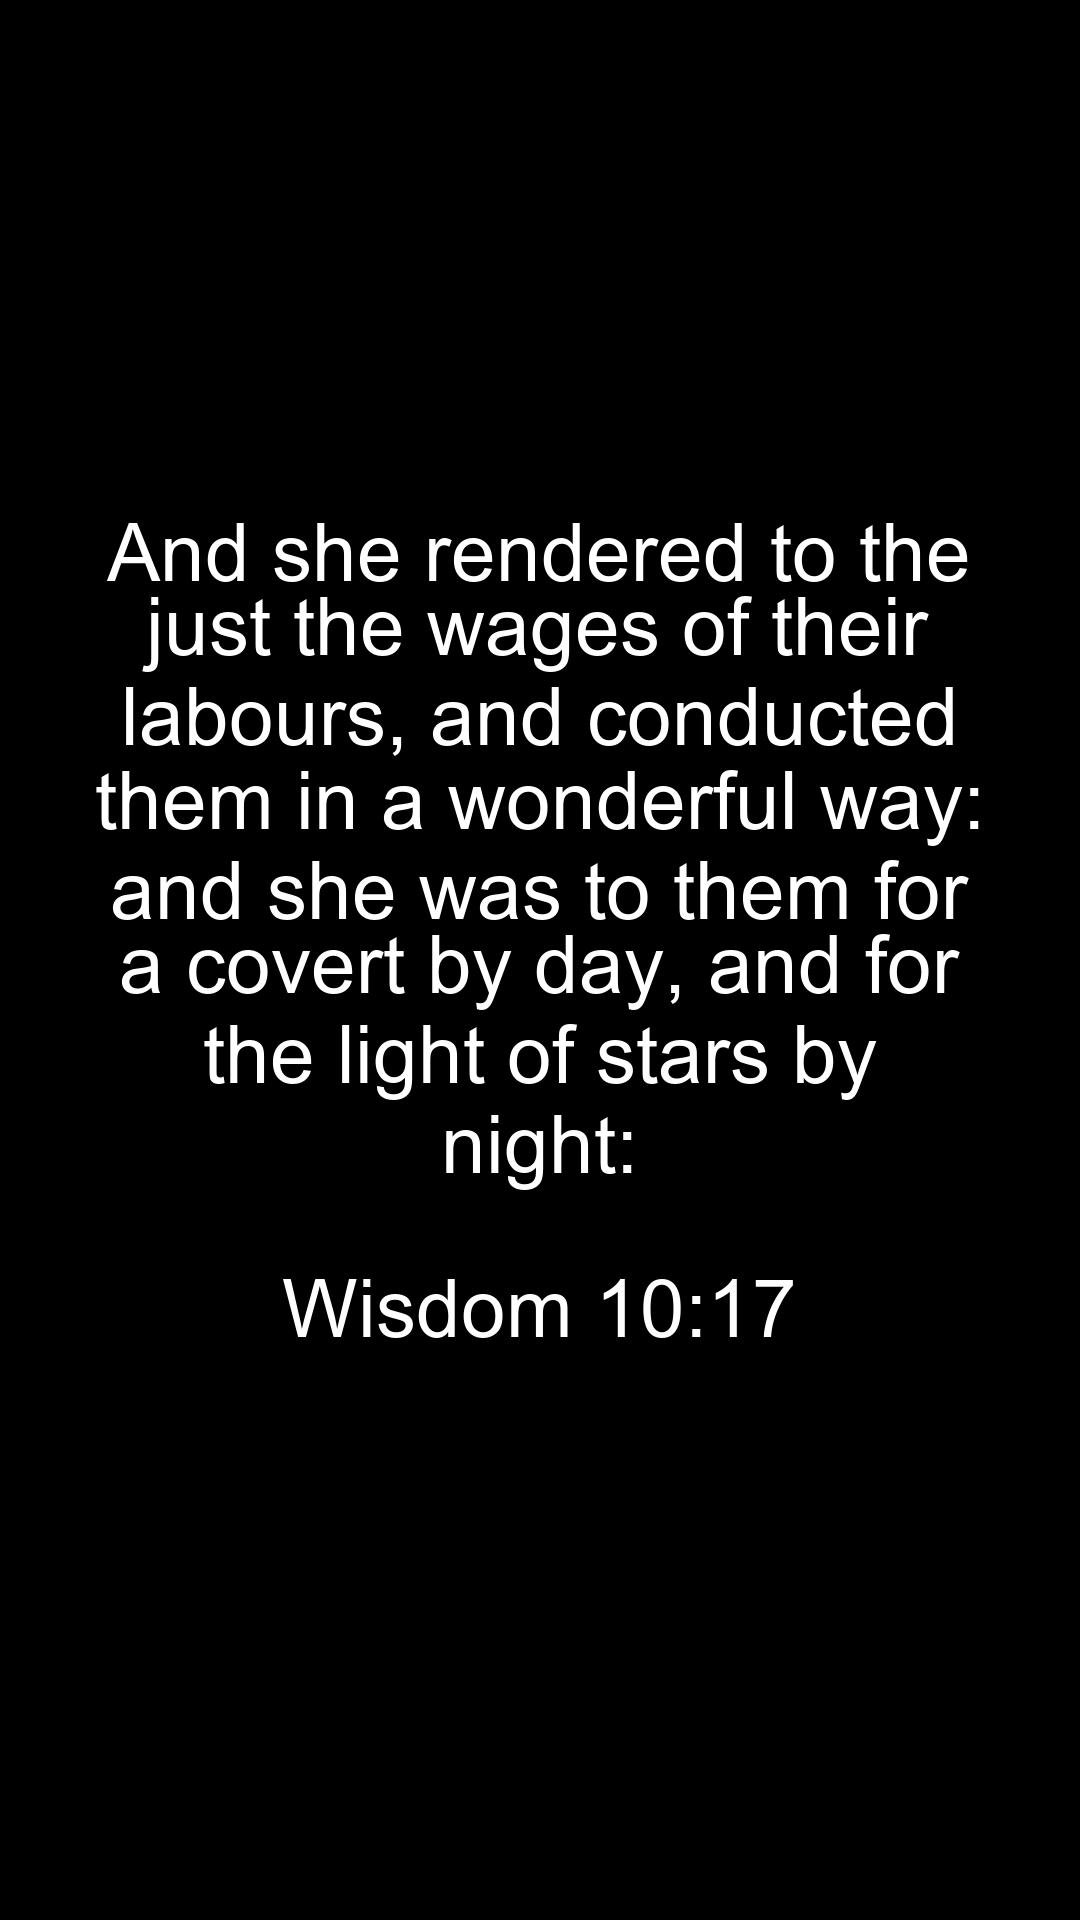 And she rendered to the
just the wages of their
labours, and conducted
them in a wonderful way:
and she was to them for
a covert by day, and for
the light of stars by
night:
Wisdom 10:17